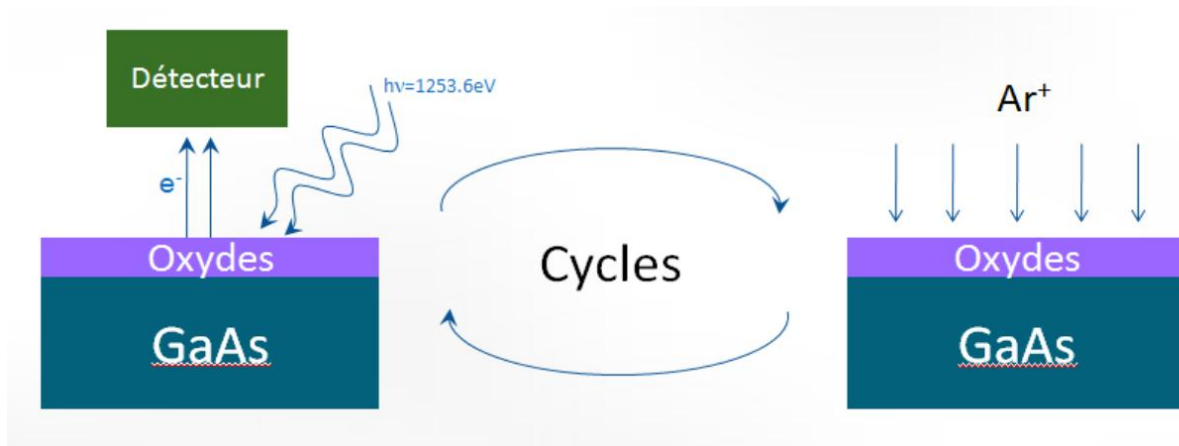 Détecteur
hν=1253.6eV
e-
Oxydes
GaAs
Cycles
Ar+
Oxydes
GaAs